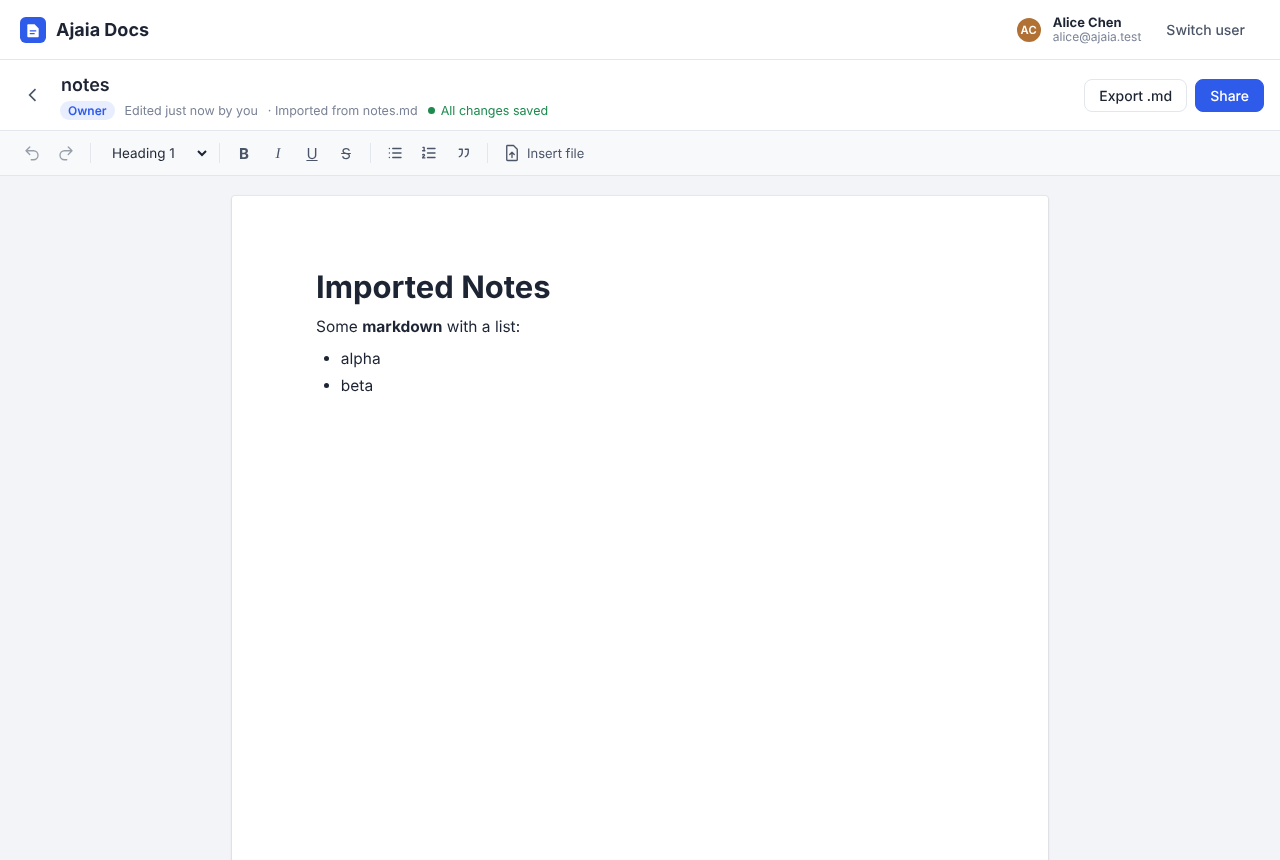 Ajaia Docs
AC
Alice Chen
alice@ajaia.test
Switch user
notes
Owner
Edited just now by you
· Imported from notes.md
All changes saved
Export .md
Share
Heading 1
B
I
U
S
Insert file
Imported Notes
Some markdown with a list:
• alpha
• beta